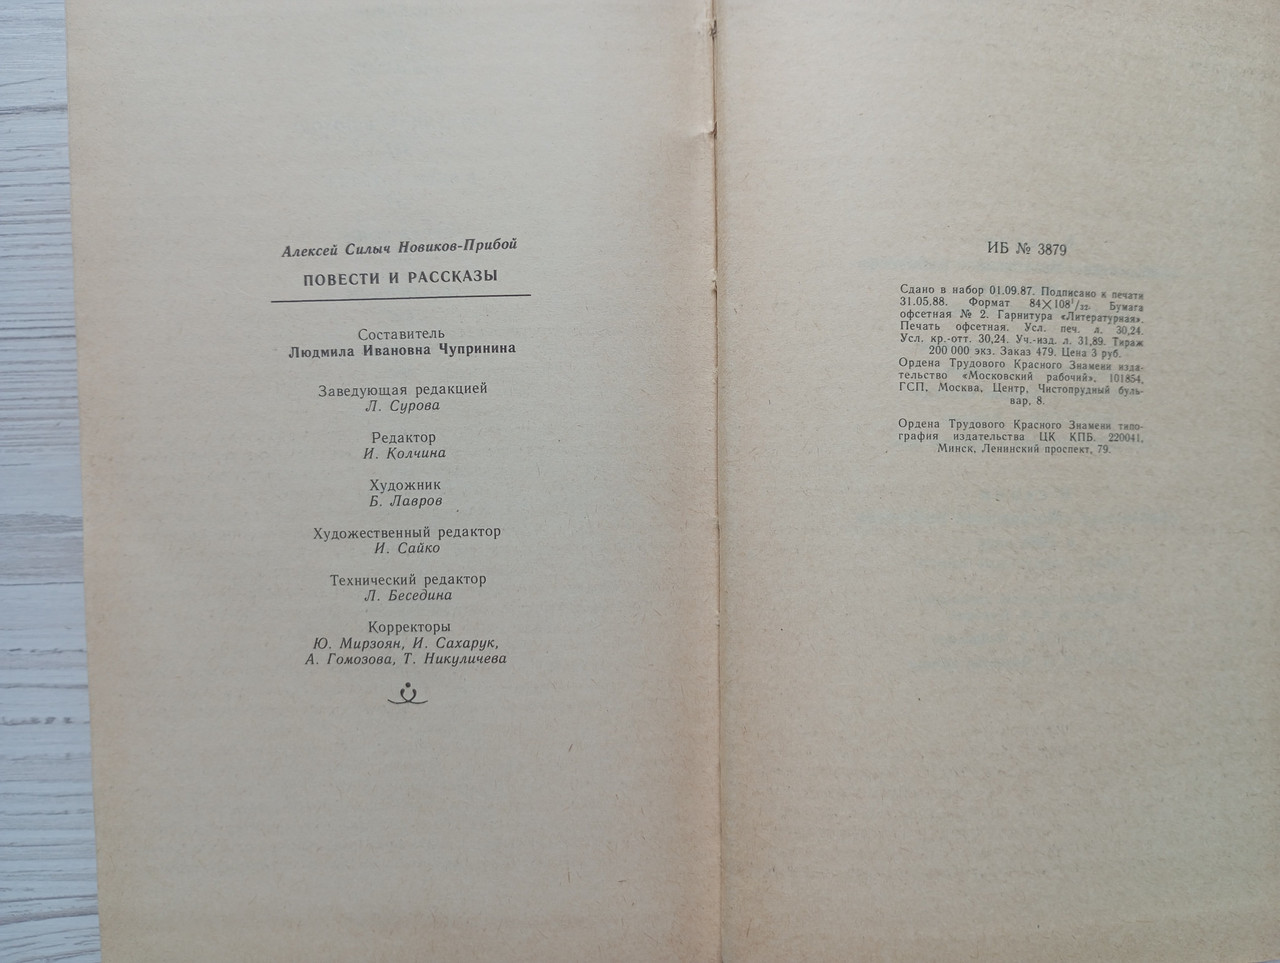 Алексей Силыч Новиков-Прибой
ПОВЕСТИ И РАССКАЗЫ
Составитель
Людмила Ивановна Чупринина
Заведующая редакцией
Л. Сурова
Редактор
И. Колчина
Художник
Б. Лавров
Художественный редактор
И. Сайко
Технический редактор
Л. Беседина
Корректоры
Ю. Мирзоян, И. Сахарук,
А. Гомозова, Т. Никуличева
ИБ № 3879
Сдано в набор 01.09.87. Подписано к печати
31.05.88. Формат 84×108¹/₃₂. Бумага
офсетная № 2. Гарнитура «Литературная».
Печать офсетная. Усл. печ. л. 30,24.
Усл. кр.-отт. 30,24. Уч.-изд. л. 31,89. Тираж
200 000 экз. Заказ 479. Цена 3 руб.
Ордена Трудового Красного Знамени изда-
тельство «Московский рабочий», 101854,
ГСП, Москва, Центр, Чистопрудный буль-
вар, 8.
Ордена Трудового Красного Знамени типо-
графия издательства ЦК КПБ. 220041,
Минск, Ленинский проспект, 79.